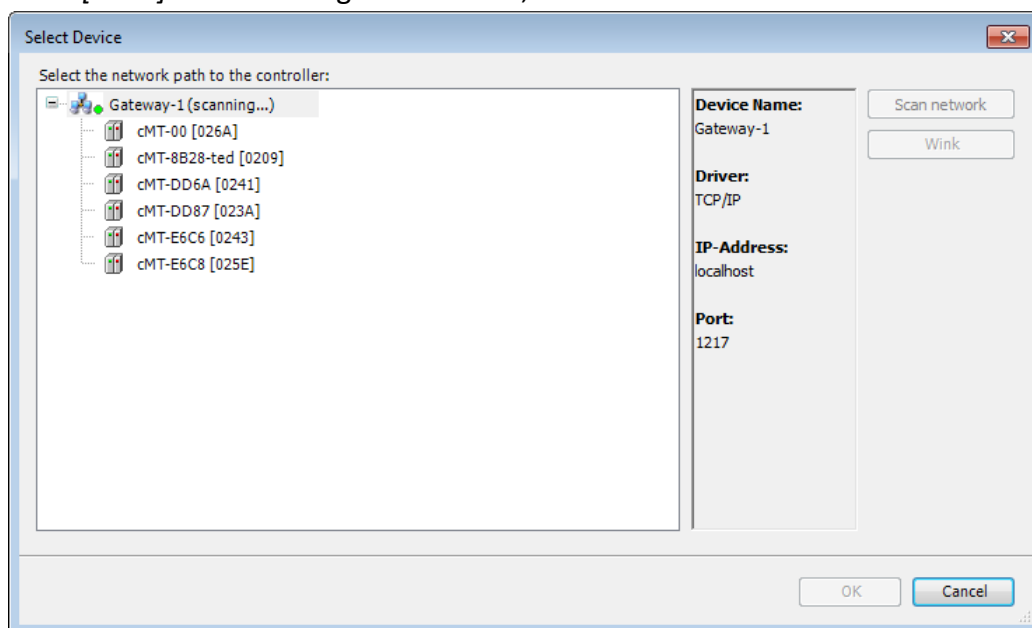 Select Device
Select the network path to the controller:
Gateway-1 (scanning...)
cMT-00 [026A]
cMT-8B28-ted [0209]
cMT-DD6A [0241]
cMT-DD87 [023A]
cMT-E6C6 [0243]
cMT-E6C8 [025E]
Device Name:
Gateway-1
Driver:
TCP/IP
IP-Address:
localhost
Port:
1217
Scan network
Wink
OK
Cancel